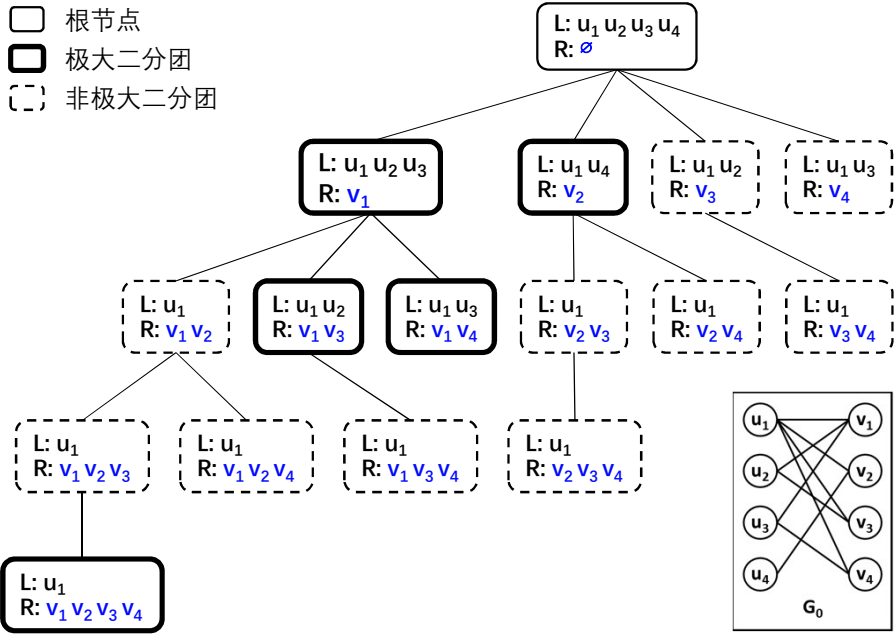 根节点
极大二分团
非极大二分团
L: u₁ u₂ u₃ u₄
R: ∅
L: u₁ u₂ u₃
R: v₁
L: u₁ u₄
R: v₂
L: u₁ u₂
R: v₃
L: u₁ u₃
R: v₄
L: u₁
R: v₁ v₂
L: u₁ u₂
R: v₁ v₃
L: u₁ u₃
R: v₁ v₄
L: u₁
R: v₂ v₃
L: u₁
R: v₂ v₄
L: u₁
R: v₃ v₄
L: u₁
R: v₁ v₂ v₃
L: u₁
R: v₁ v₂ v₄
L: u₁
R: v₁ v₃ v₄
L: u₁
R: v₂ v₃ v₄
L: u₁
R: v₁ v₂ v₃ v₄
u₁ v₁
u₂ v₂
u₃ v₃
u₄ v₄
G₀